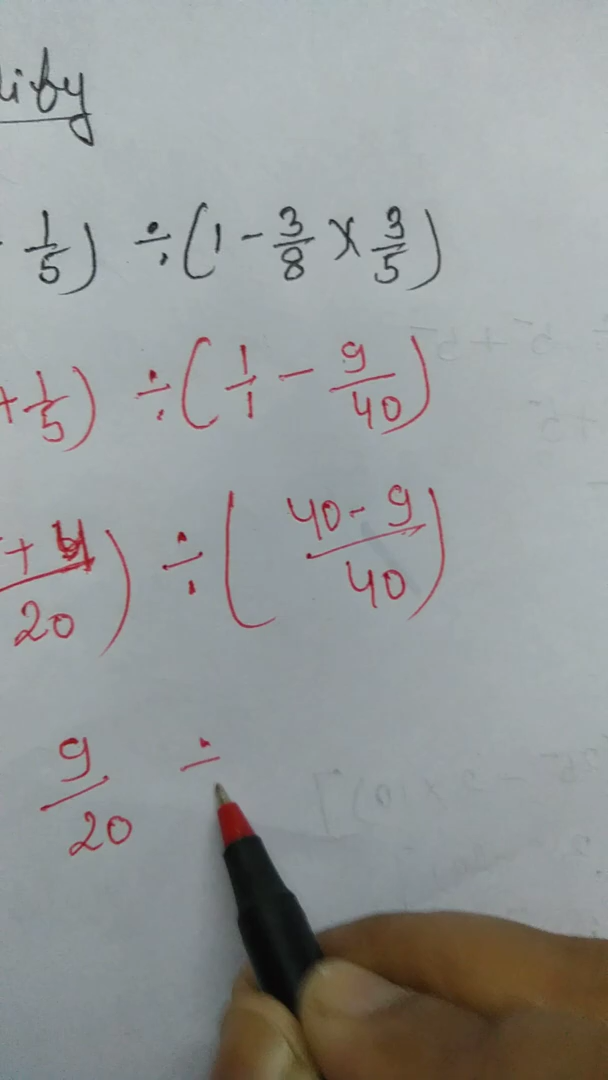 lify
1/5) ÷ (1 - 3/8 × 3/5)
+ 1/5) ÷ (1/1 - 9/40)
+ 4/20) ÷ (40 - 9/40)
9/20 ÷